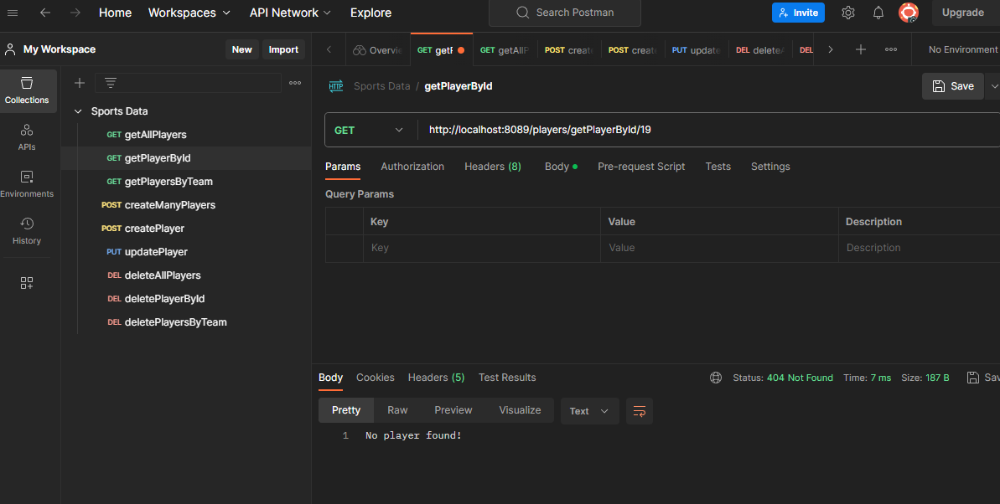 Home Workspaces API Network Explore Search Postman Invite Upgrade
My Workspace New Import Overvie GET getF GET getAllP POST create POST create PUT update DEL deleteA DEL No Environment
Collections
APIs
Environments
History
Sports Data
GET getAllPlayers
GET getPlayerById
GET getPlayersByTeam
POST createManyPlayers
POST createPlayer
PUT updatePlayer
DEL deleteAllPlayers
DEL deletePlayerById
DEL deletePlayersByTeam
HTTP Sports Data / getPlayerById Save
GET http://localhost:8089/players/getPlayerById/19
Params Authorization Headers (8) Body Pre-request Script Tests Settings
Query Params
Key Value Description
Key Value Description
Body Cookies Headers (5) Test Results Status: 404 Not Found Time: 7 ms Size: 187 B Sav
Pretty Raw Preview Visualize Text
1 No player found!